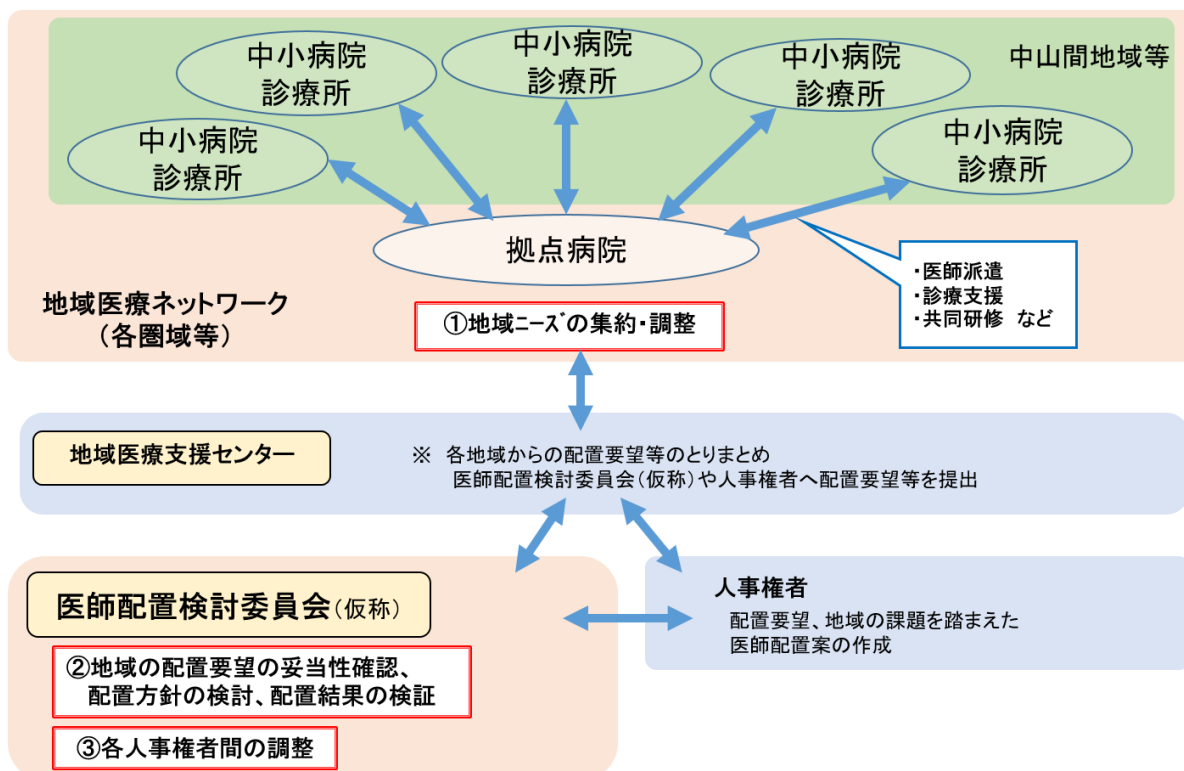 中小病院
診療所
中小病院
診療所
中小病院
診療所
中小病院
診療所
中小病院
診療所
中山間地域等
拠点病院
・医師派遣
・診療支援
・共同研修 など
地域医療ネットワーク
(各圏域等)
①地域ニーズの集約・調整
地域医療支援センター
※ 各地域からの配置要望等のとりまとめ
医師配置検討委員会(仮称)や人事権者へ配置要望等を提出
医師配置検討委員会(仮称)
②地域の配置要望の妥当性確認、
配置方針の検討、配置結果の検証
③各人事権者間の調整
人事権者
配置要望、地域の課題を踏まえた
医師配置案の作成